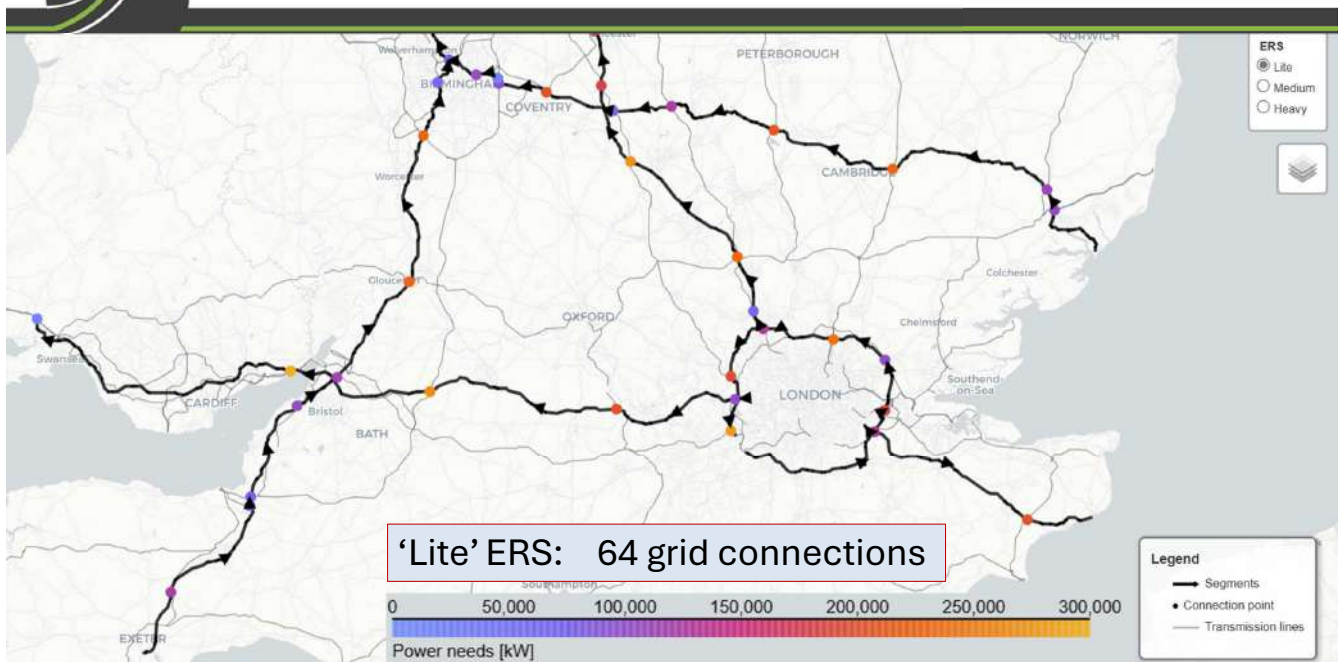 NORWICH
PETERBOROUGH
ERS
Lite
Medium
Heavy
Wolverhampton
BIRMINGHAM
COVENTRY
CAMBRIDGE
Worcester
Colchester
Gloucester
OXFORD
Chelmsford
Swansea
Southend-
on-Sea
LONDON
CARDIFF
Bristol
BATH
'Lite' ERS: 64 grid connections
Southampton
Legend
Segments
Connection point
Transmission lines
0 50,000 100,000 150,000 200,000 250,000 300,000
EXETER
Power needs [kW]